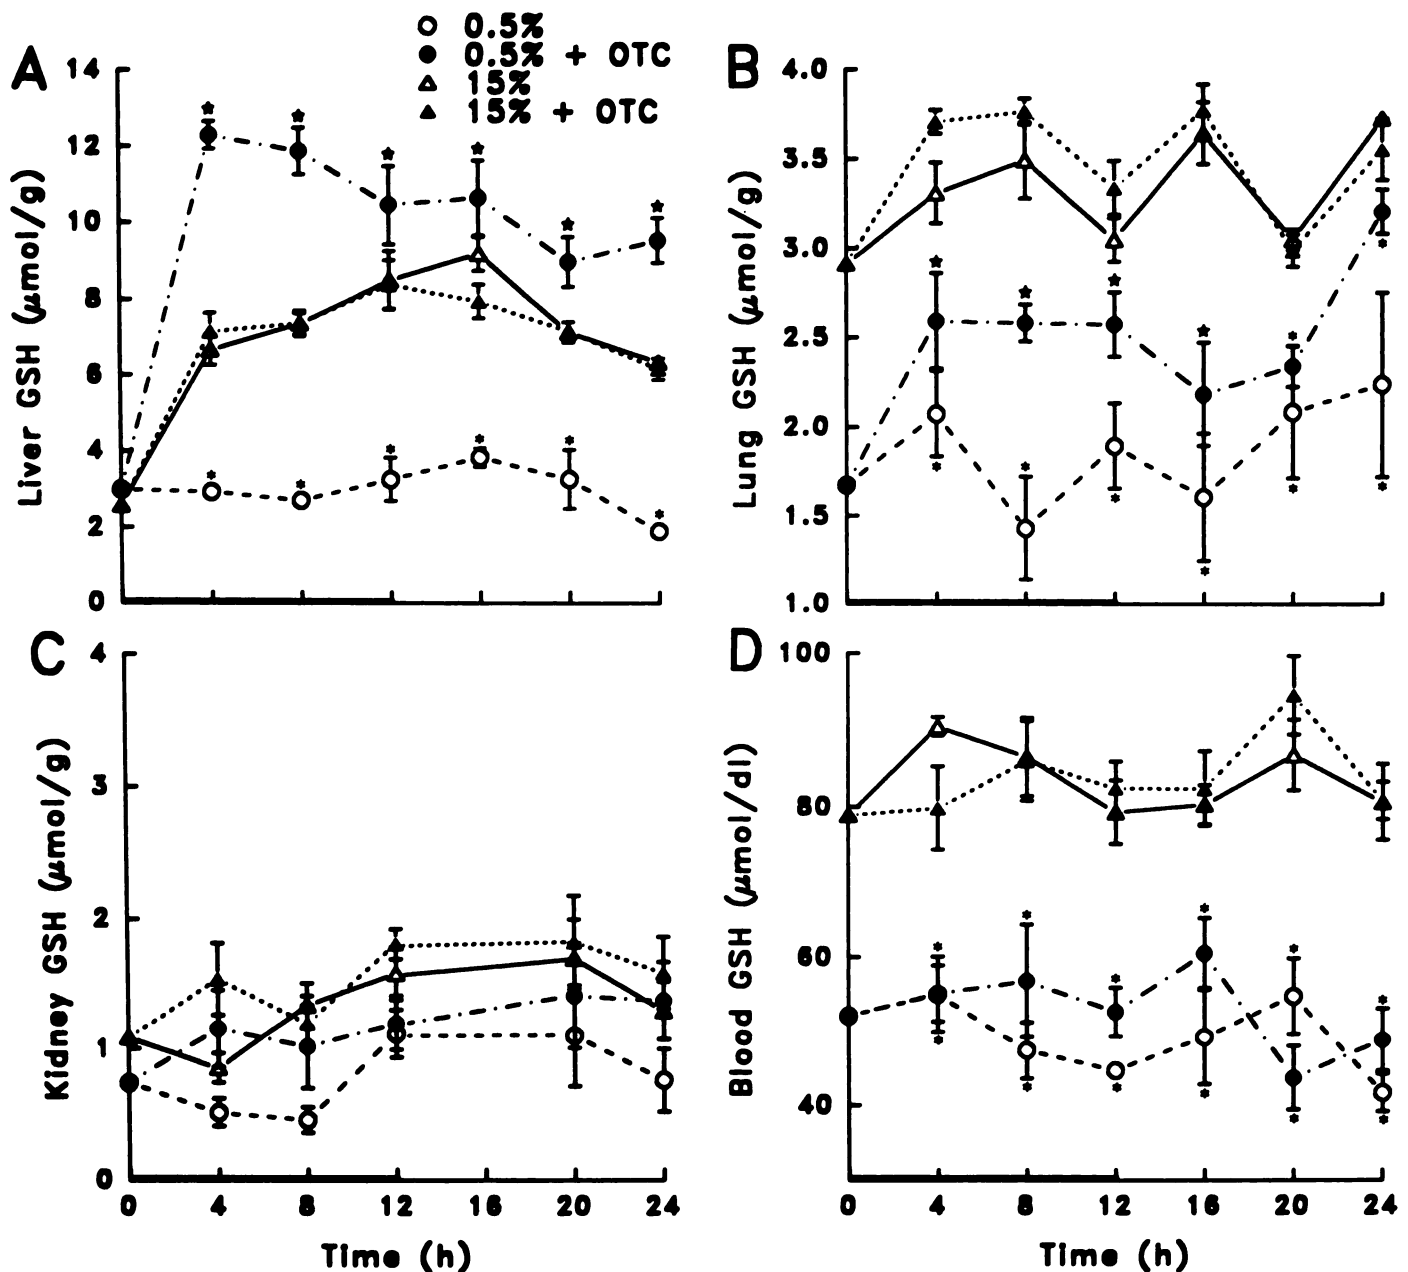 A
0.5%
0.5% + OTC
15%
15% + OTC
14
12
10
8
6
4
2
0
Liver GSH (μmol/g)
B
4.0
3.5
3.0
2.5
2.0
1.5
1.0
Lung GSH (μmol/g)
C
4
3
2
1
0
Kidney GSH (μmol/g)
0 4 8 12 16 20 24
Time (h)
D
100
80
60
40
Blood GSH (μmol/dl)
0 4 8 12 16 20 24
Time (h)